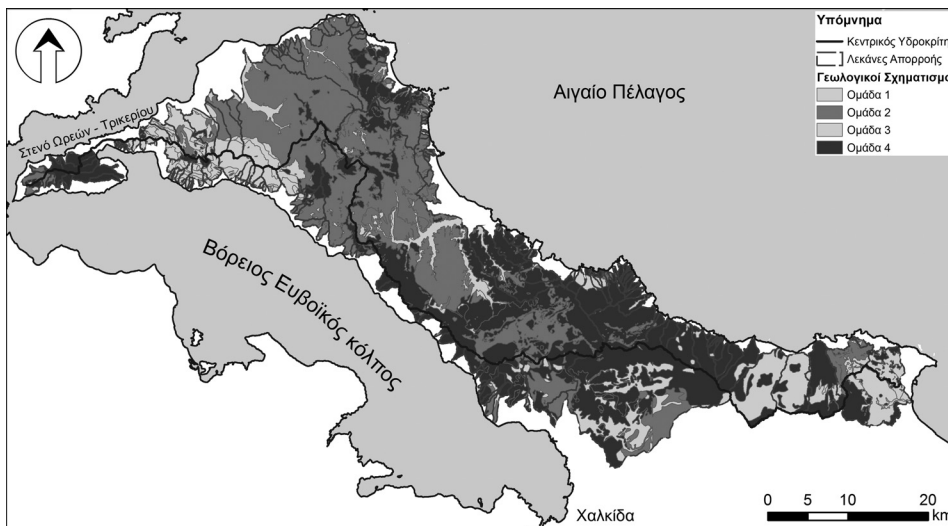 Υπόμνημα
Κεντρικός Υδροκρίτη
Λεκάνες Απορροής
Γεωλογικοί Σχηματισμο
Ομάδα 1
Ομάδα 2
Ομάδα 3
Ομάδα 4
Αιγαίο Πέλαγος
Στενό Ωρεών - Τρικερίου
Βόρειος Ευβοϊκός κόλπος
Χαλκίδα
0 5 10 20
km